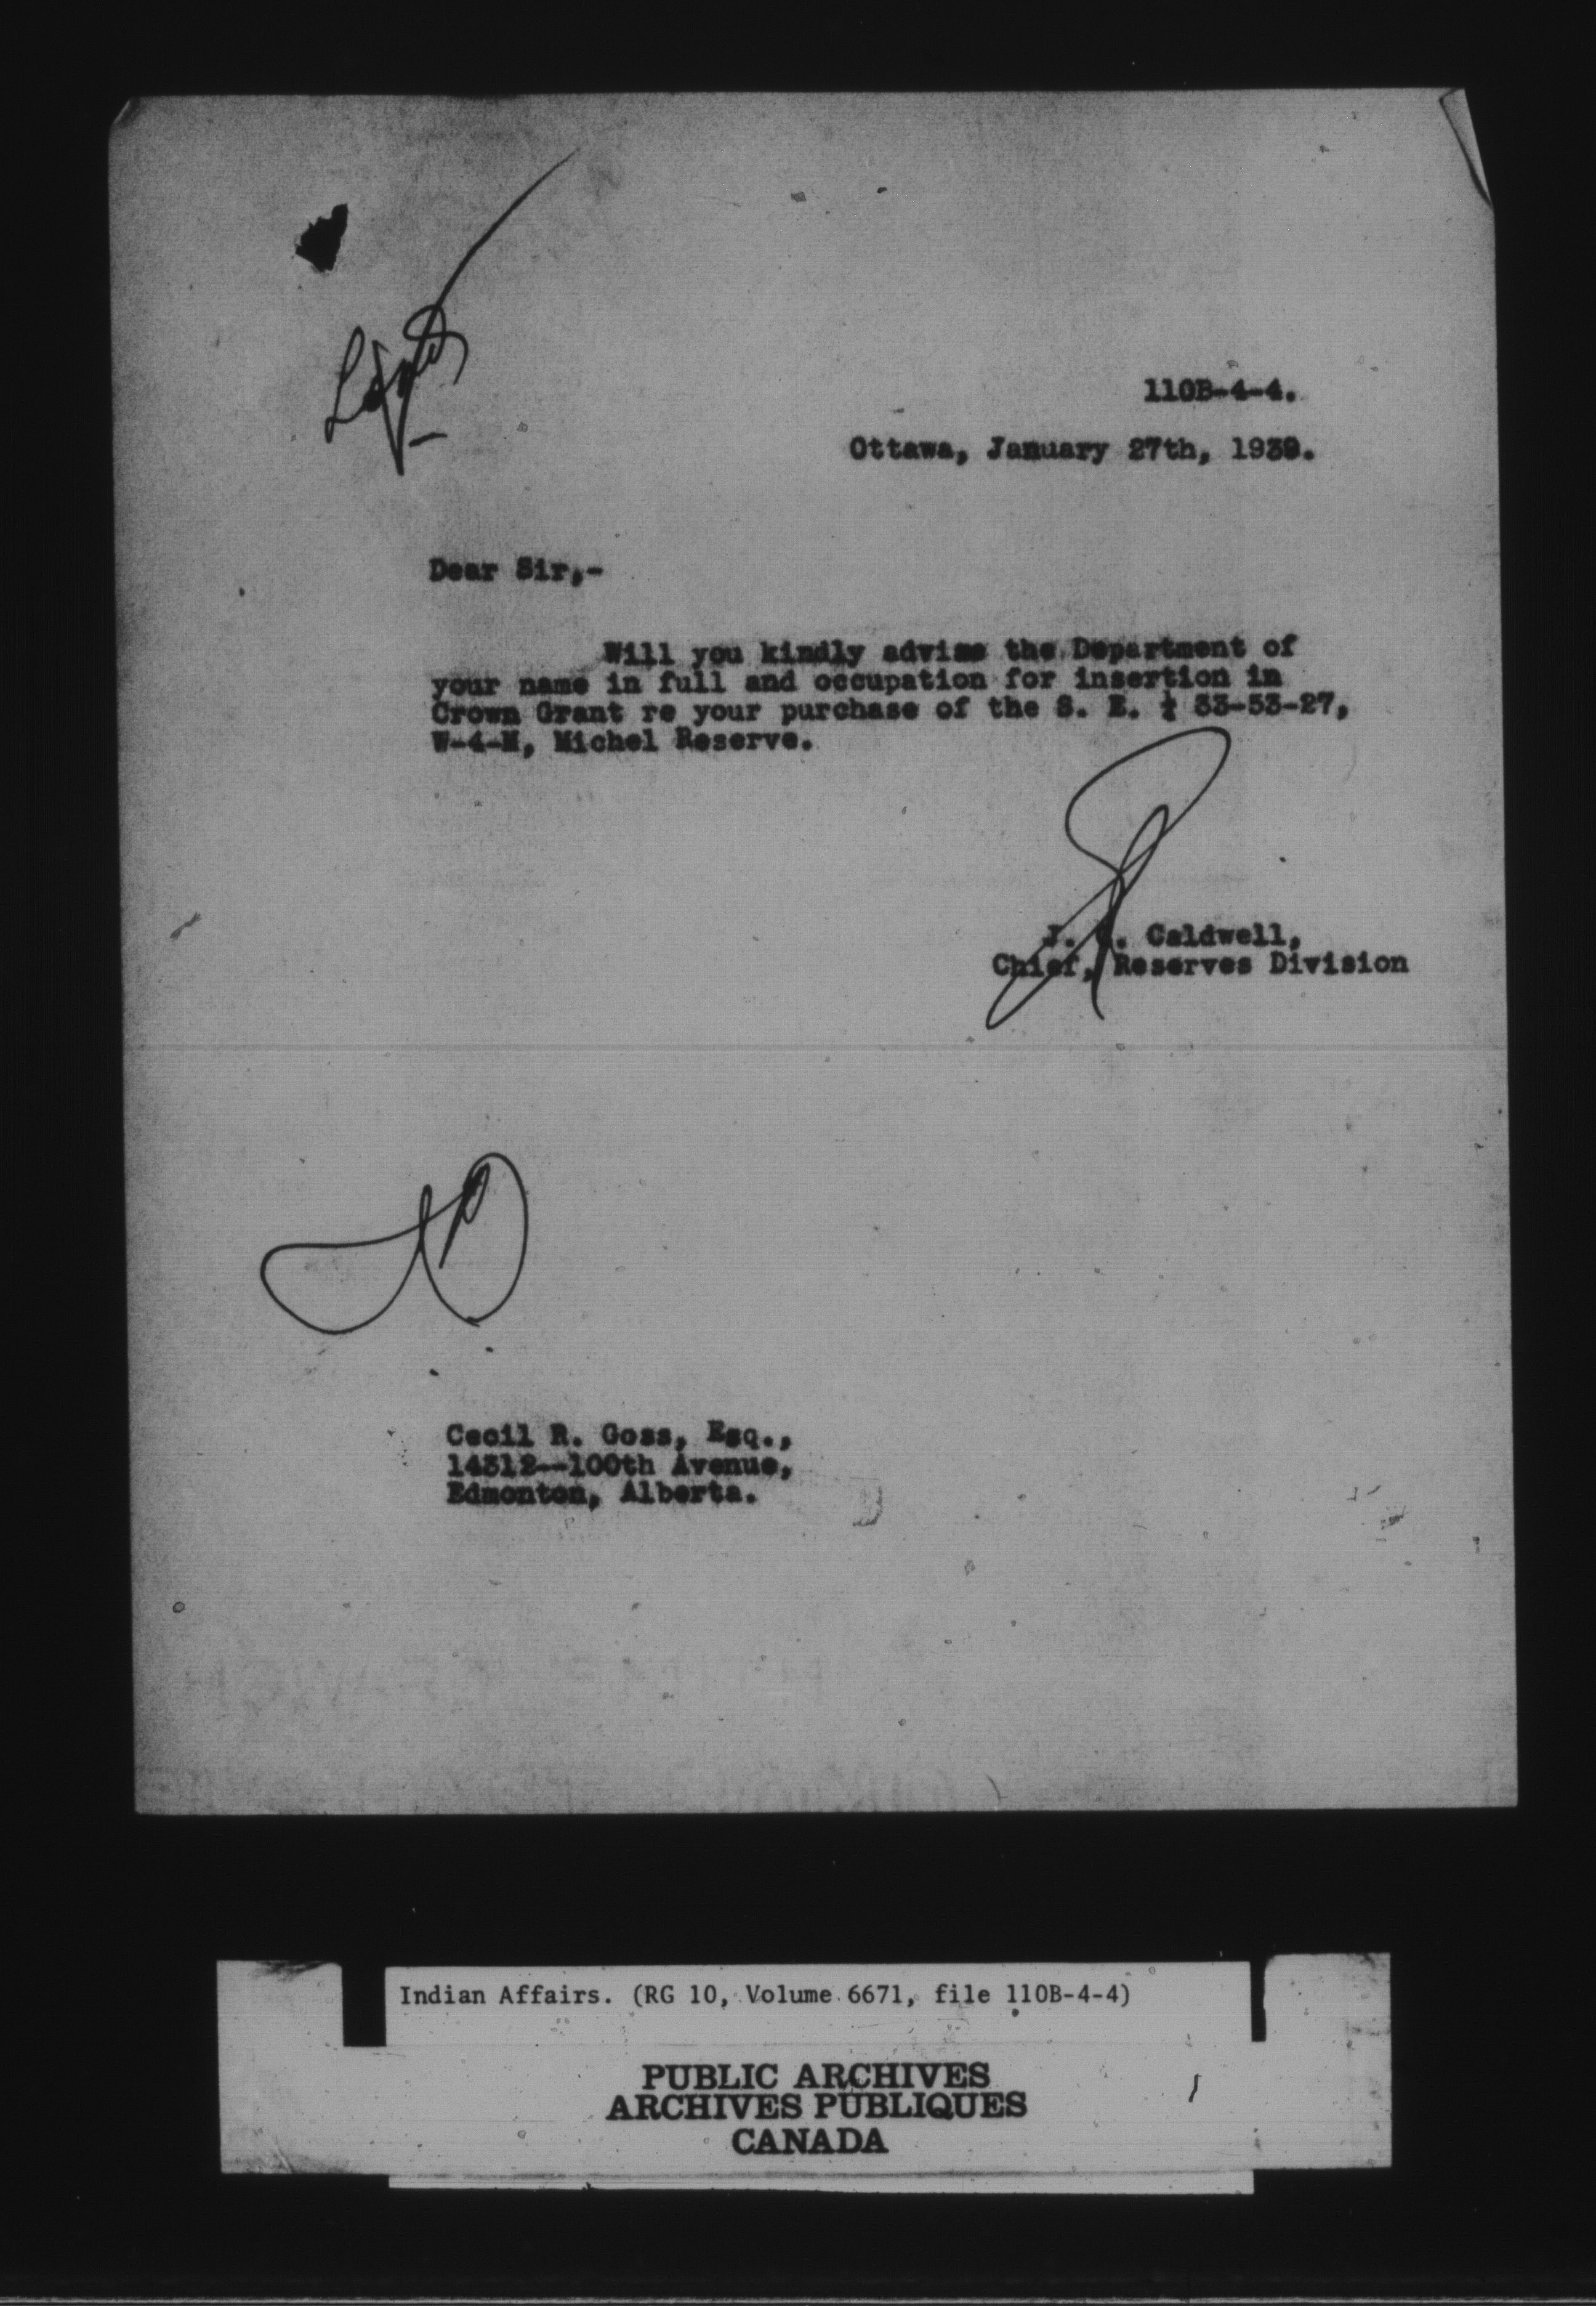 110B-4-4.
Ottawa, January 27th, 1939.
Dear Sir,-
Will you kindly advise the Department of
your name in full and occupation for insertion in
Crown Grant re your purchase of the S. E. ¼ 33-53-27,
W-4-M, Michel Reserve.
J. Caldwell,
Chief, Reserves Division
Cecil R. Goss, Esq.,
14312--100th Avenue,
Edmonton, Alberta.
Indian Affairs. (RG 10, Volume 6671, file 110B-4-4)
PUBLIC ARCHIVES
ARCHIVES PUBLIQUES
CANADA